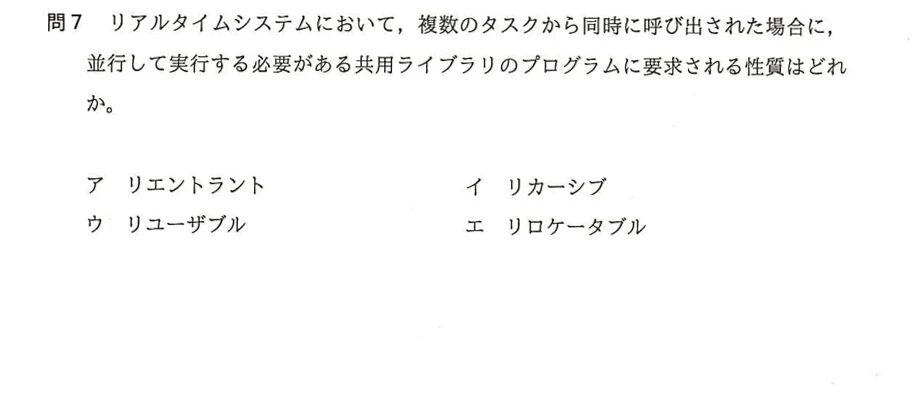 問7 リアルタイムシステムにおいて，複数のタスクから同時に呼び出された場合に，
並行して実行する必要がある共用ライブラリのプログラムに要求される性質はどれ
か。
ア リエントラント イ リカーシブ
ウ リユーザブル エ リロケータブル